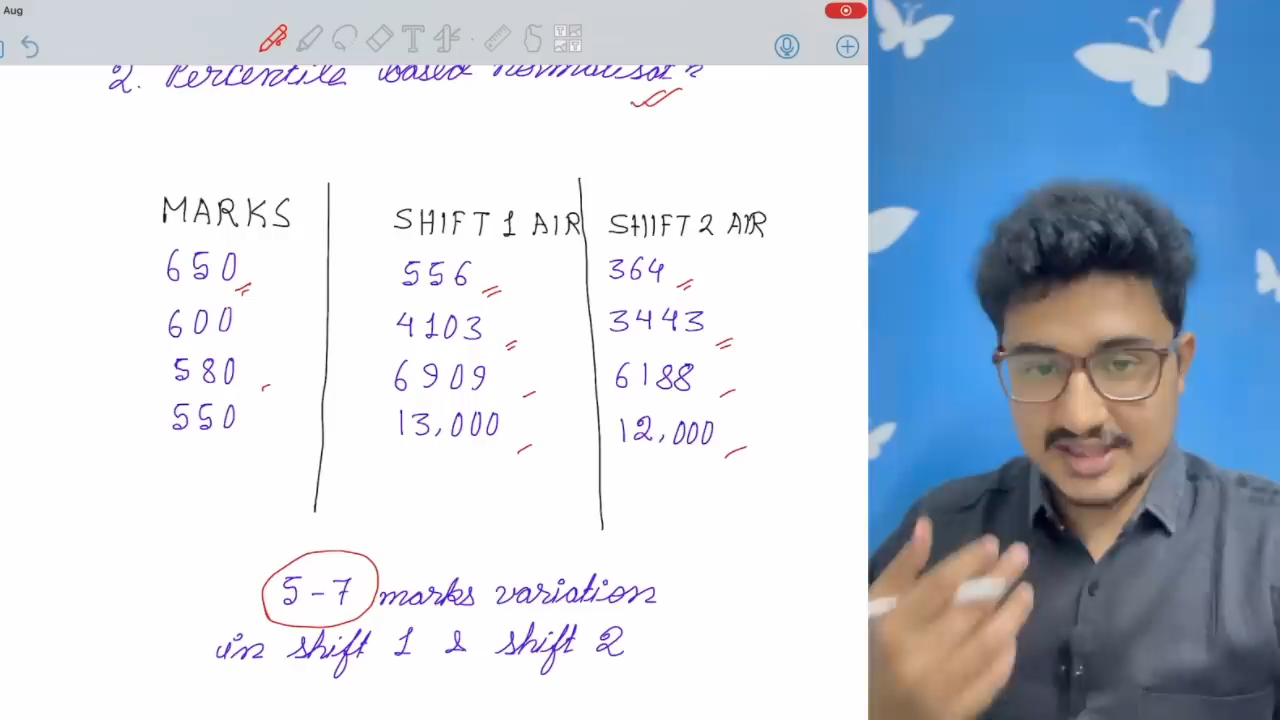 Aug
2. Percentile based normalisatn
MARKS SHIFT 1 AIR SHIFT 2 AIR
650 556 364
600 4103 3443
580 6909 6188
550 13,000 12,000
5-7 marks variation
in shift 1 & shift 2